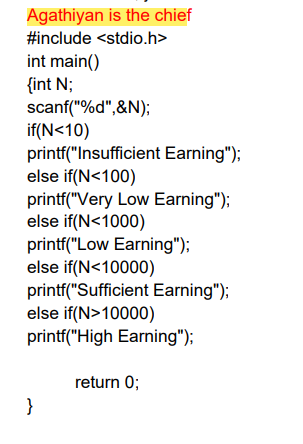 Agathiyan is the chief
#include <stdio.h>
int main()
{int N;
scanf("%d",&N);
if(N<10)
printf("Insufficient Earning");
else if(N<100)
printf("Very Low Earning");
else if(N<1000)
printf("Low Earning");
else if(N<10000)
printf("Sufficient Earning");
else if(N>10000)
printf("High Earning");
return 0;
}